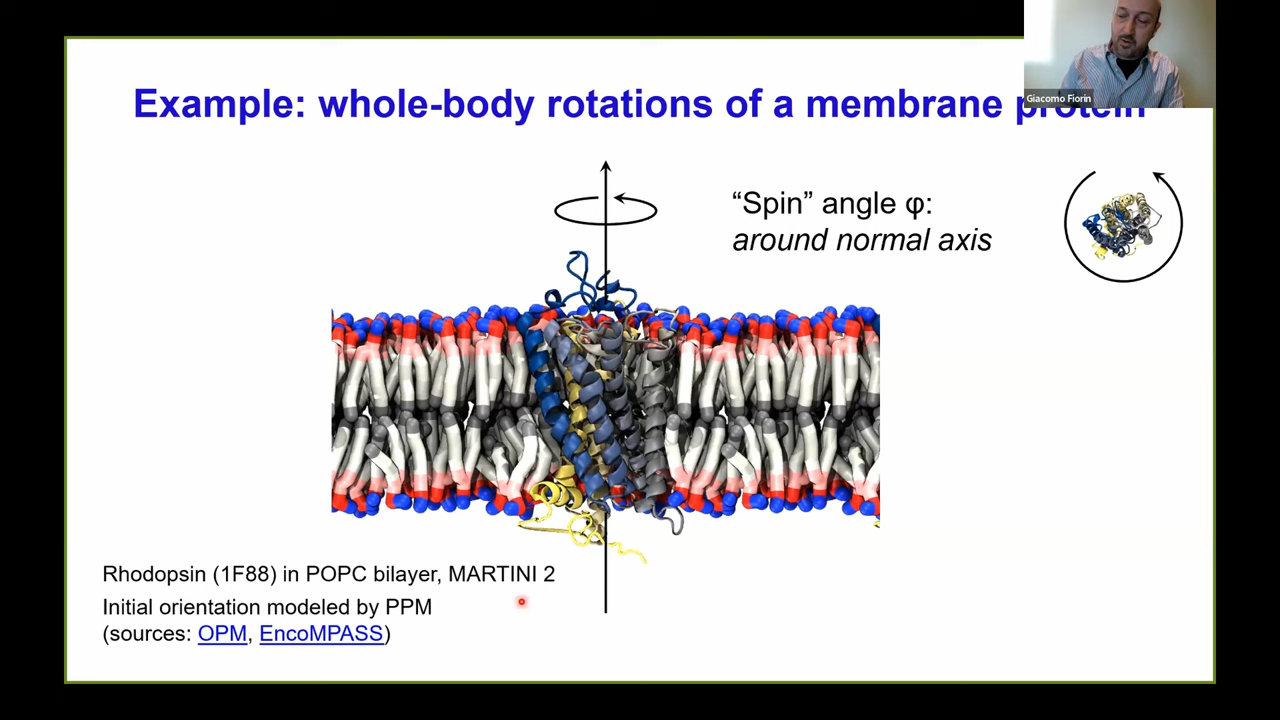 Example: whole-body rotations of a membrane protein
Giacomo Fiorin
“Spin” angle φ:
around normal axis
Rhodopsin (1F88) in POPC bilayer, MARTINI 2
Initial orientation modeled by PPM
(sources: OPM, EncoMPASS)